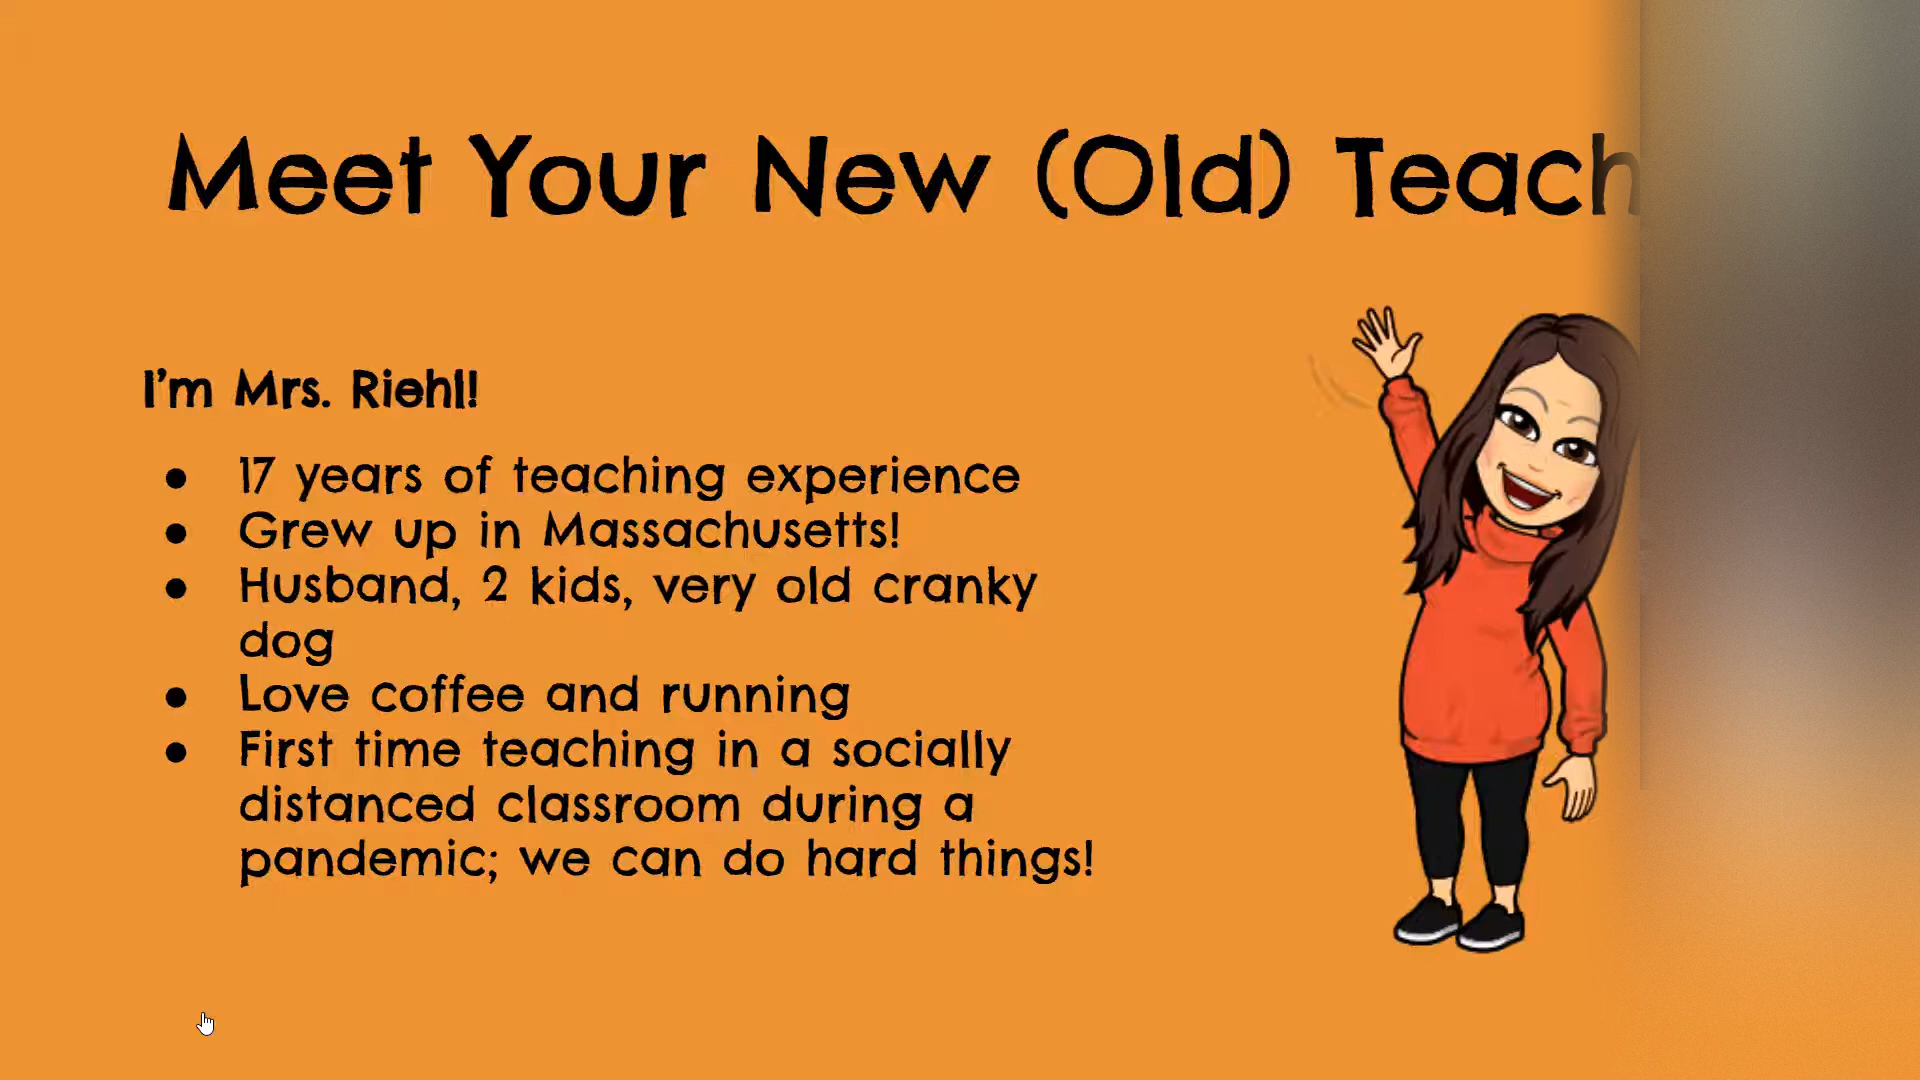 Meet Your New (Old) Teach
I'm Mrs. Riehl!
● 17 years of teaching experience
● Grew up in Massachusetts!
● Husband, 2 kids, very old cranky
dog
● Love coffee and running
● First time teaching in a socially
distanced classroom during a
pandemic; we can do hard things!